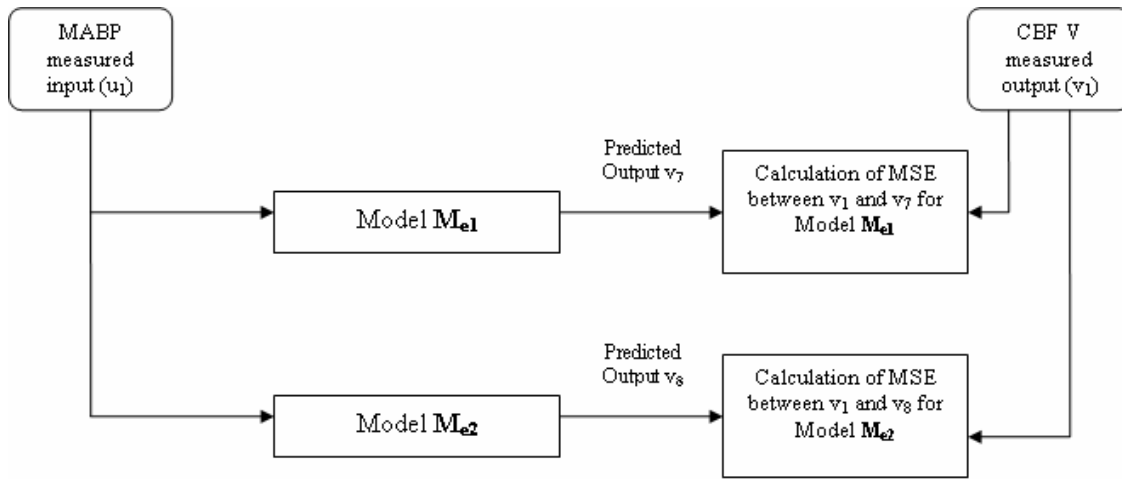 MABP
measured
input (u1)
CBF V
measured
output (v1)
Predicted
Output v7
Model Me1
Calculation of MSE
between v1 and v7 for
Model Me1
Predicted
Output v8
Model Me2
Calculation of MSE
between v1 and v8 for
Model Me2